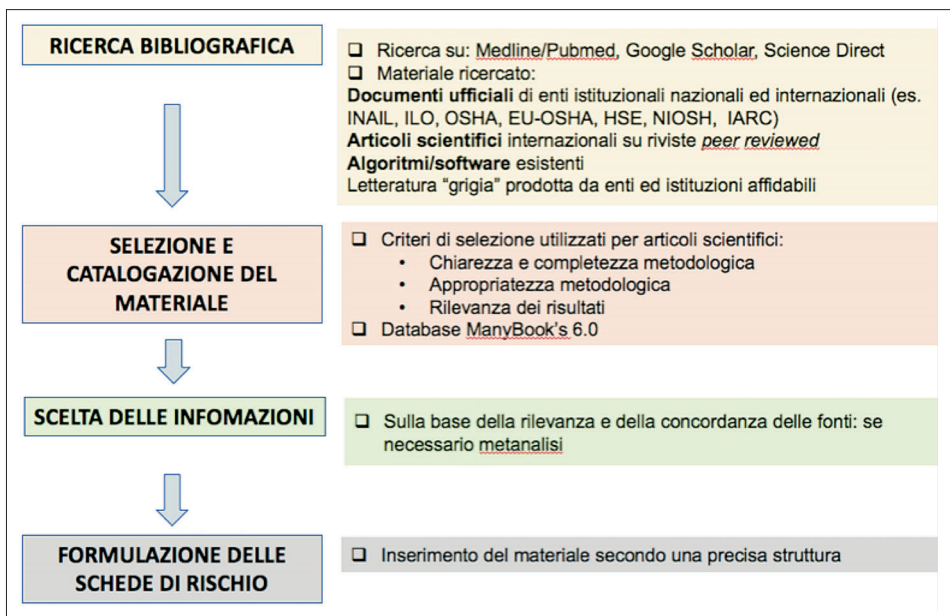 RICERCA BIBLIOGRAFICA
❑ Ricerca su: Medline/Pubmed, Google Scholar, Science Direct
❑ Materiale ricercato:
Documenti ufficiali di enti istituzionali nazionali ed internazionali (es.
INAIL, ILO, OSHA, EU-OSHA, HSE, NIOSH, IARC)
Articoli scientifici internazionali su riviste peer reviewed
Algoritmi/software esistenti
Letteratura “grigia” prodotta da enti ed istituzioni affidabili
SELEZIONE E
CATALOGAZIONE DEL
MATERIALE
❑ Criteri di selezione utilizzati per articoli scientifici:
• Chiarezza e completezza metodologica
• Appropriatezza metodologica
• Rilevanza dei risultati
❑ Database ManyBook’s 6.0
SCELTA DELLE INFOMAZIONI
❑ Sulla base della rilevanza e della concordanza delle fonti: se
necessario metanalisi
FORMULAZIONE DELLE
SCHEDE DI RISCHIO
❑ Inserimento del materiale secondo una precisa struttura